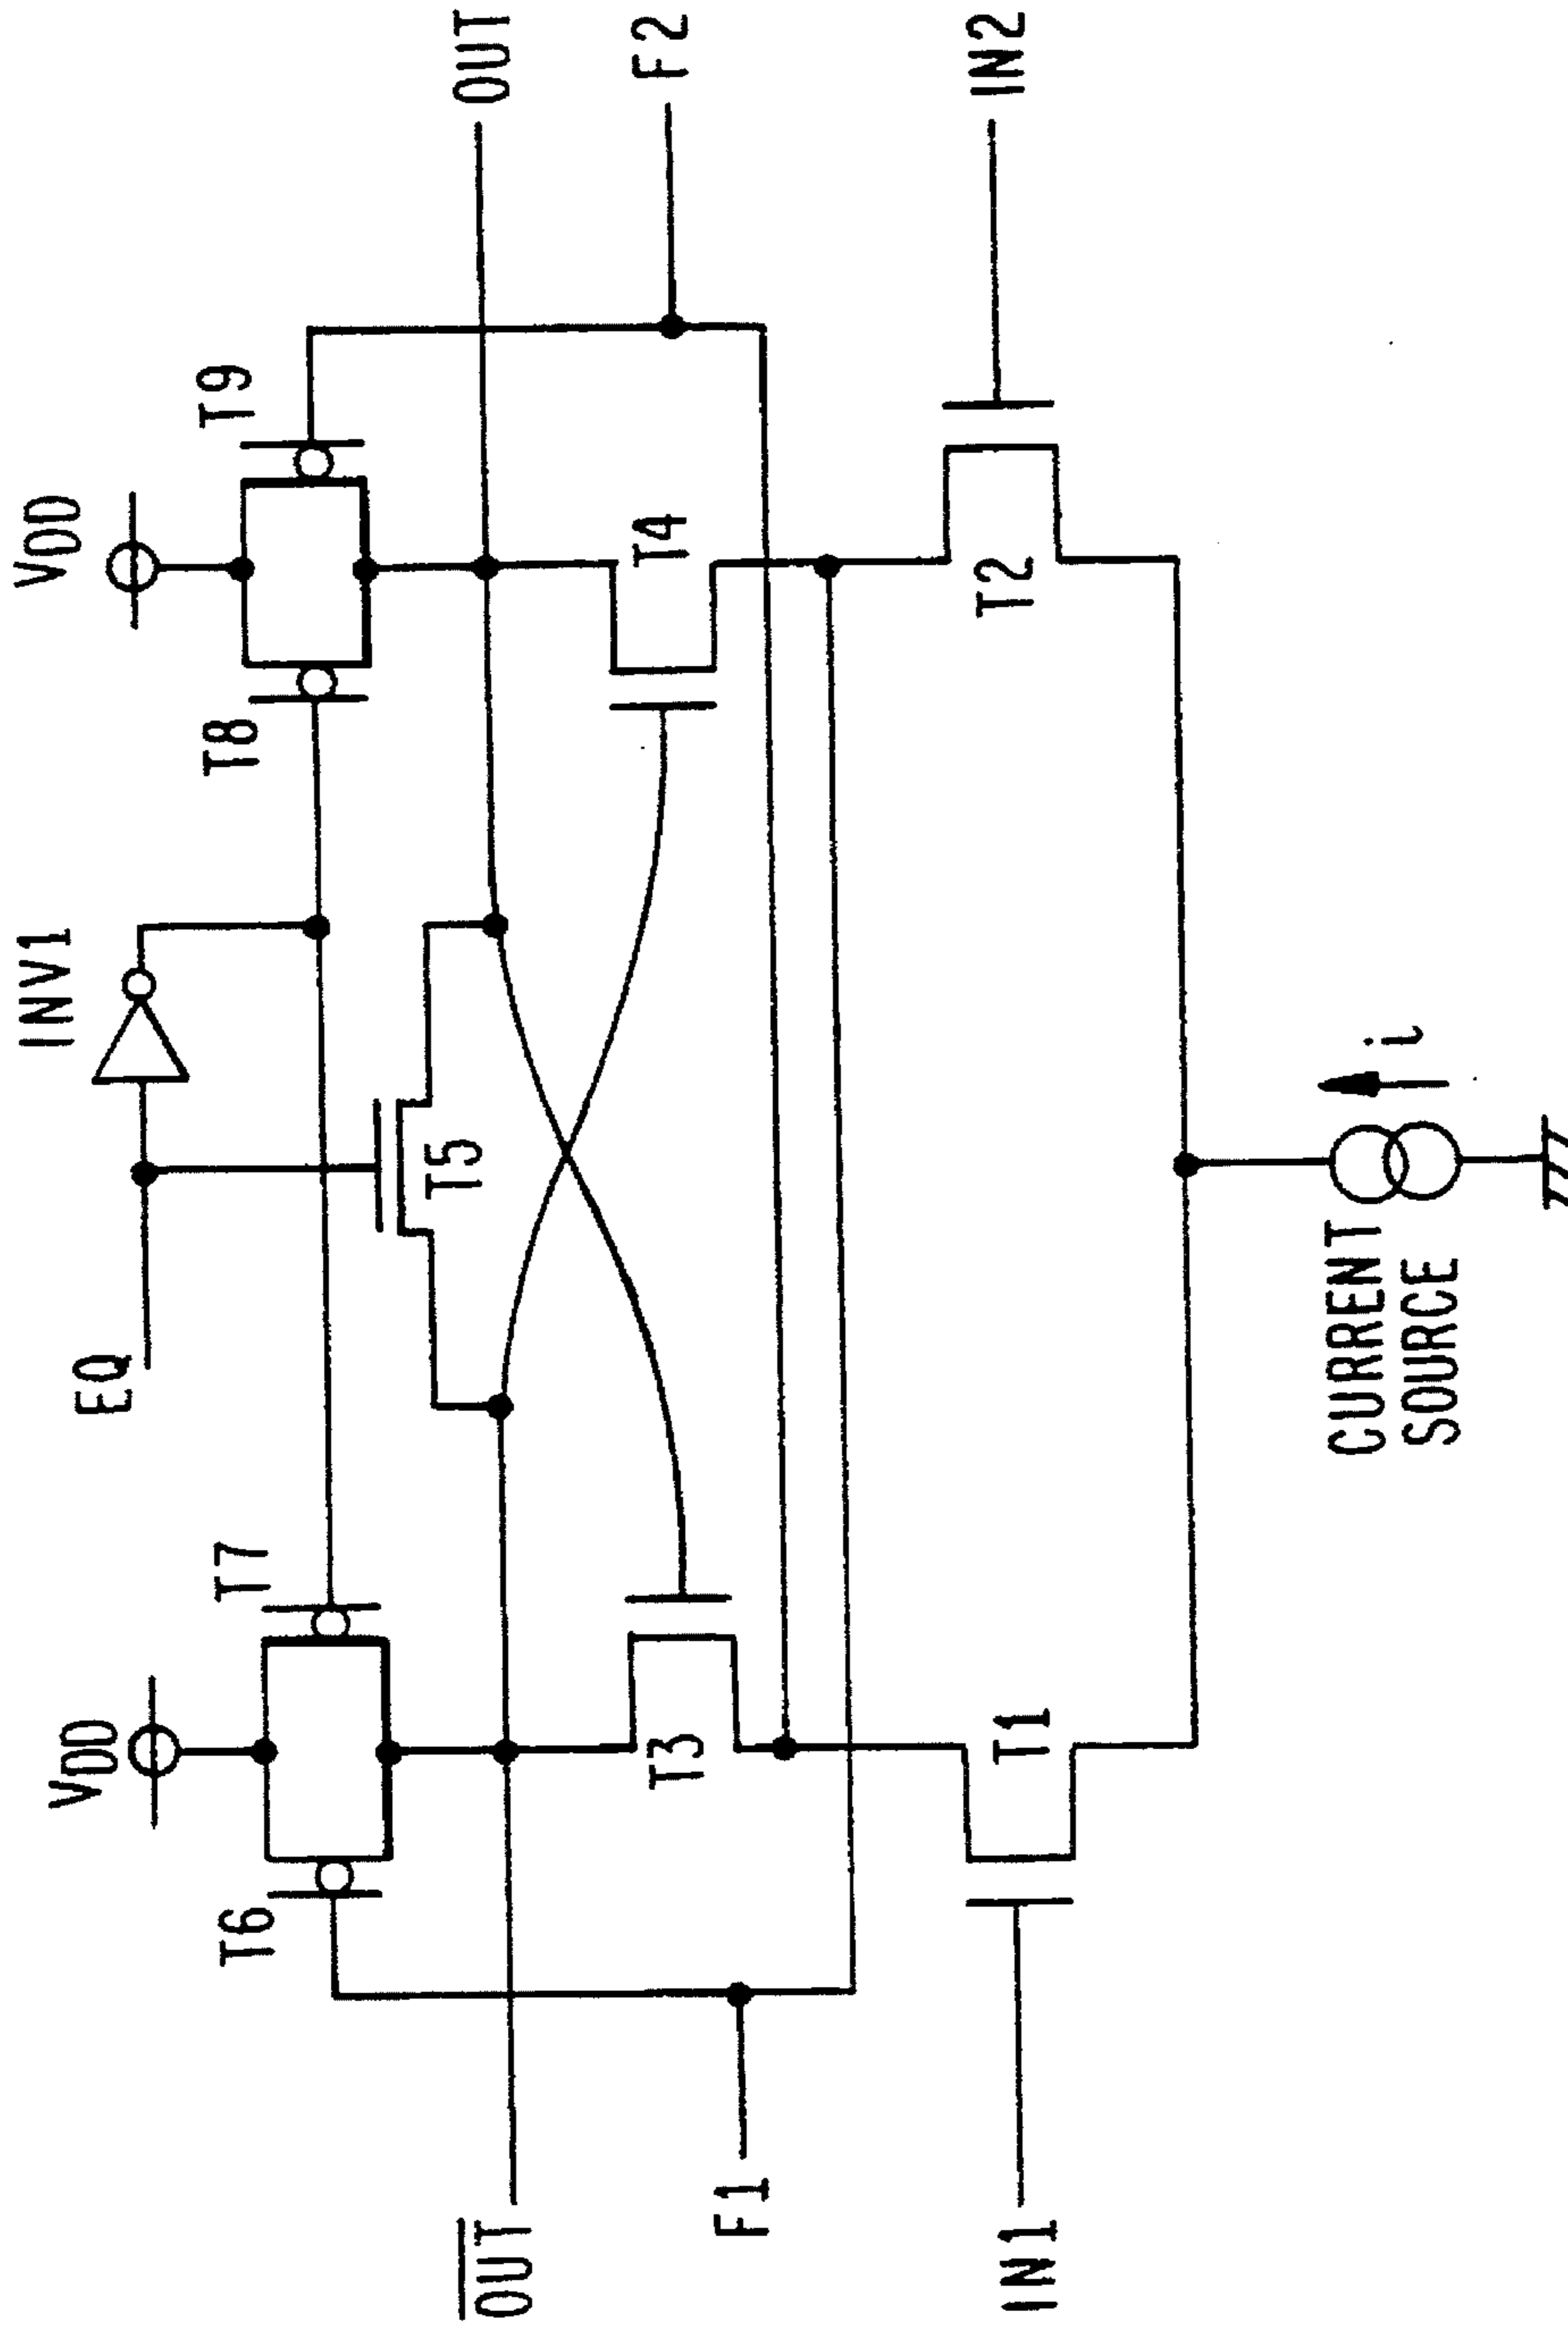 INV1
VDD
VDD
EQ
T6
T7
T8
T9
T5
OUT
OUT
T3
T4
F1
F2
T1
T2
IN1
IN2
CURRENT
SOURCE
i